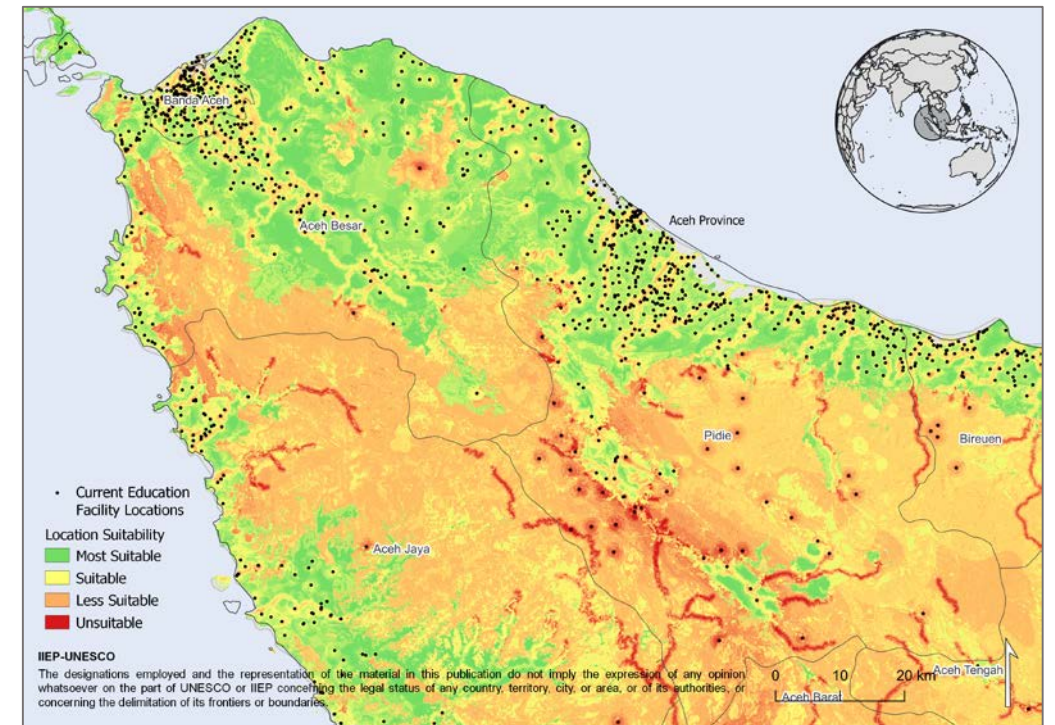 Banda Aceh
Aceh Province
Aceh Besar
Pidie
Bireuen
Current Education
Facility Locations
Location Suitability
Most Suitable
Suitable
Less Suitable
Unsuitable
Aceh Jaya
IIEP-UNESCO
The designations employed and the representation of the material in this publication do not imply the expression of any opinion
whatsoever on the part of UNESCO or IIEP concerning the legal status of any country, territory, city, or area, or of its authorities, or
concerning the delimitation of its frontiers or boundaries.
0 10 20 km
Aceh Tengah
Aceh Barat